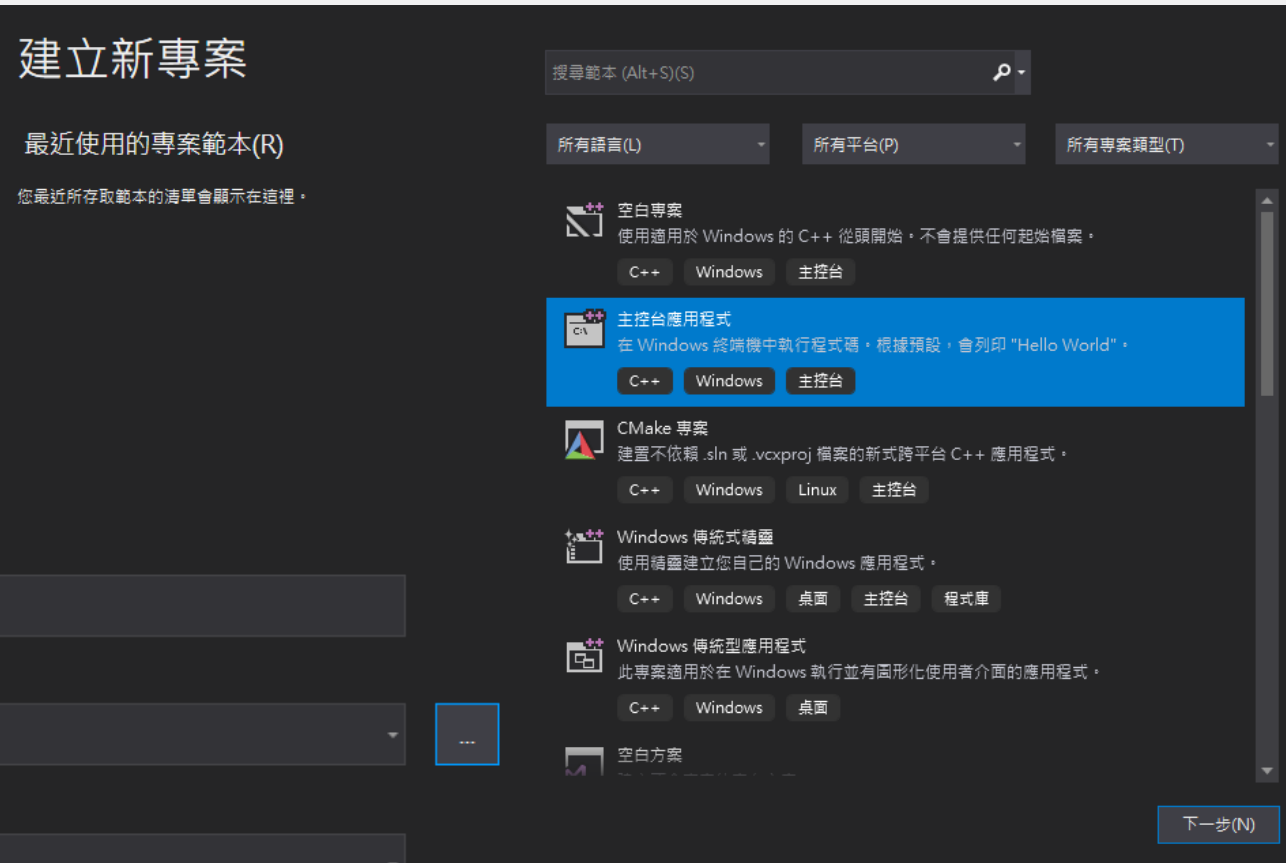 建立新專案
最近使用的專案範本(R)
您最近所存取範本的清單會顯示在這裡。
搜尋範本 (Alt+S)(S)
所有語言(L)
所有平台(P)
所有專案類型(T)
空白專案
使用適用於 Windows 的 C++ 從頭開始。不會提供任何起始檔案。
C++ Windows 主控台
C:\
主控台應用程式
在 Windows 終端機中執行程式碼。根據預設，會列印 "Hello World"。
C++ Windows 主控台
CMake 專案
建置不依賴 .sln 或 .vcxproj 檔案的新式跨平台 C++ 應用程式。
C++ Windows Linux 主控台
Windows 傳統式精靈
使用精靈建立您自己的 Windows 應用程式。
C++ Windows 桌面 主控台 程式庫
Windows 傳統型應用程式
此專案適用於在 Windows 執行並有圖形化使用者介面的應用程式。
C++ Windows 桌面
空白方案
...
下一步(N)